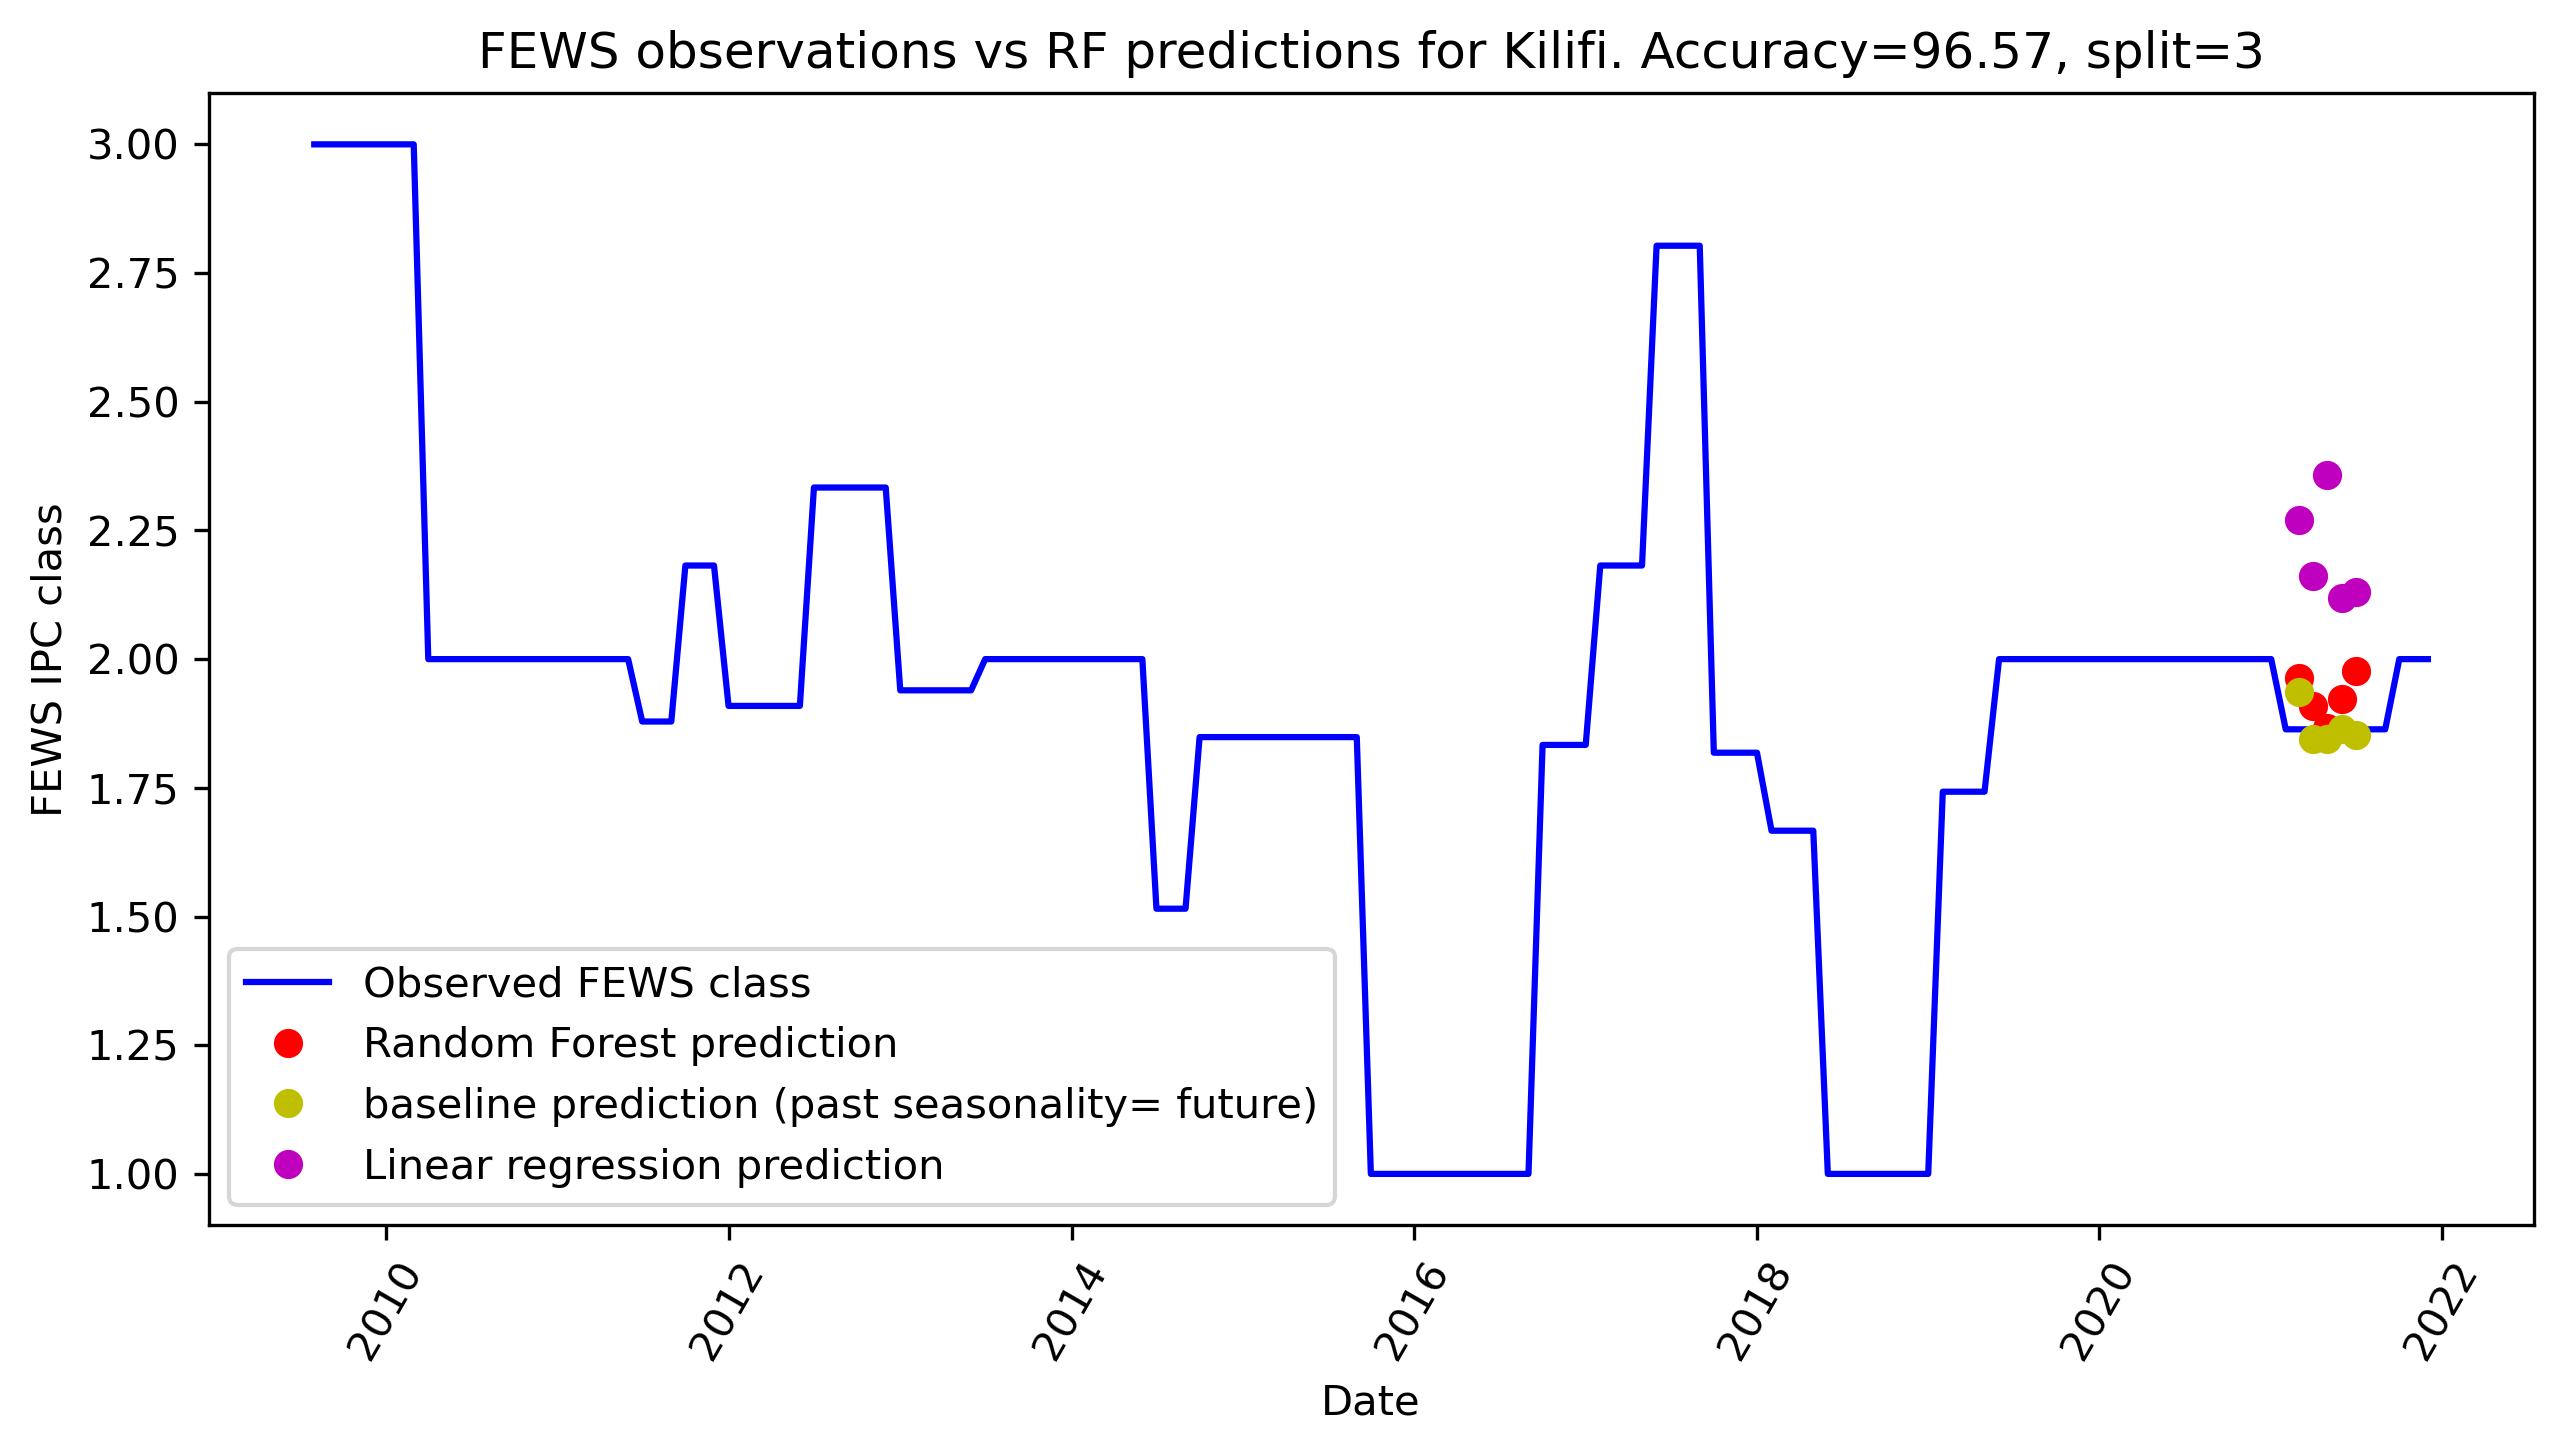 FEWS observations vs RF predictions for Kilifi. Accuracy=96.57, split=3
3.00
2.75
2.50
2.25
2.00
1.75
1.50
1.25
1.00
FEWS IPC class
Observed FEWS class
Random Forest prediction
baseline prediction (past seasonality= future)
Linear regression prediction
2010
2012
2014
2016
2018
2020
2022
Date